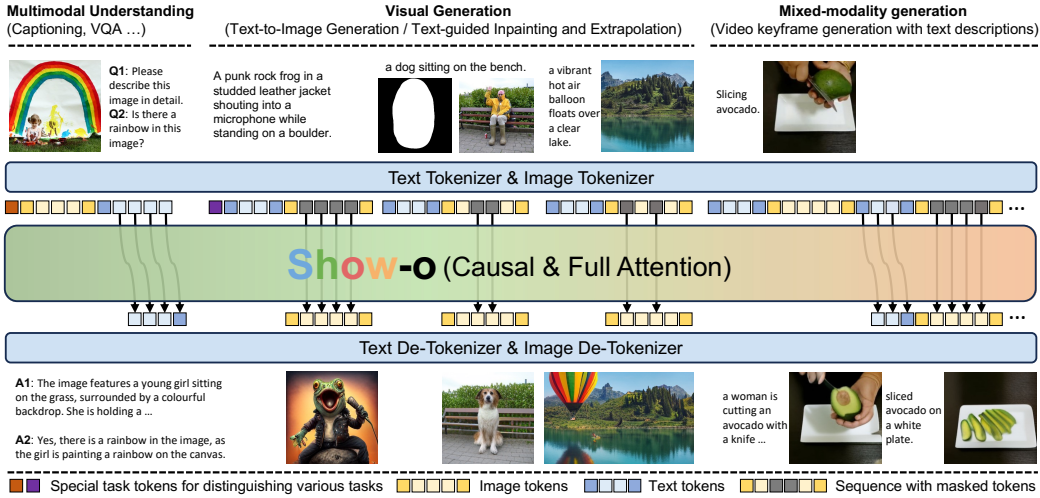 Multimodal Understanding
(Captioning, VQA …)
Visual Generation
(Text-to-Image Generation / Text-guided Inpainting and Extrapolation)
Mixed-modality generation
(Video keyframe generation with text descriptions)
Q1: Please
describe this
image in detail.
Q2: Is there a
rainbow in this
image?
A punk rock frog in a
studded leather jacket
shouting into a
microphone while
standing on a boulder.
a dog sitting on the bench.
a vibrant
hot air
balloon
floats over
a clear
lake.
Slicing
avocado.
Text Tokenizer & Image Tokenizer
...
Show-o (Causal & Full Attention)
...
Text De-Tokenizer & Image De-Tokenizer
A1: The image features a young girl sitting
on the grass, surrounded by a colourful
backdrop. She is holding a …
A2: Yes, there is a rainbow in the image, as
the girl is painting a rainbow on the canvas.
a woman is
cutting an
avocado with
a knife …
sliced
avocado on
a white
plate.
Special task tokens for distinguishing various tasks
Image tokens
Text tokens
Sequence with masked tokens